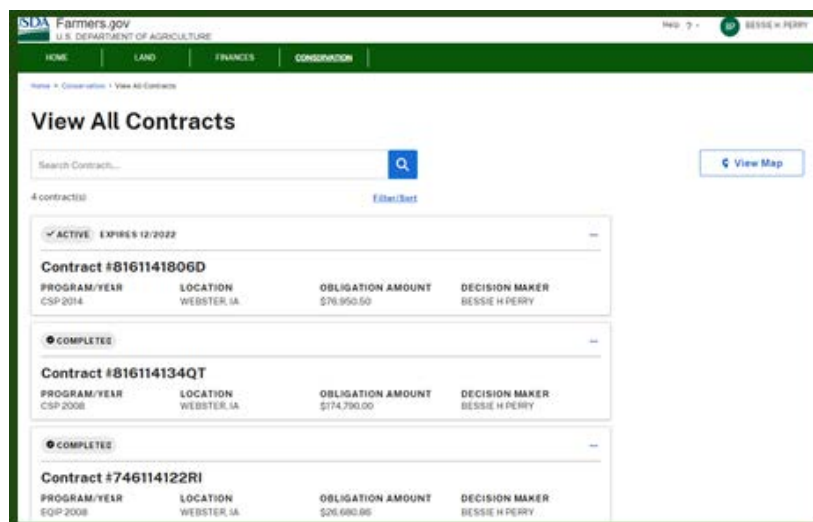 USDA Farmers.gov
U.S. DEPARTMENT OF AGRICULTURE
Help ? BP BESSIE H PERRY
HOME LAND FINANCES CONSERVATION
Home > Conservation > View All Contracts
View All Contracts
Search Contracts...
View Map
4 contract(s) Filter/Sort
ACTIVE EXPIRES 12/2022
Contract #8161141806D
PROGRAM/YEAR LOCATION OBLIGATION AMOUNT DECISION MAKER
CSP 2014 WEBSTER, IA $76,950.50 BESSIE H PERRY
COMPLETED
Contract #816114134QT
PROGRAM/YEAR LOCATION OBLIGATION AMOUNT DECISION MAKER
CSP 2008 WEBSTER, IA $174,790.00 BESSIE H PERRY
COMPLETED
Contract #746114122RI
PROGRAM/YEAR LOCATION OBLIGATION AMOUNT DECISION MAKER
EQIP 2008 WEBSTER, IA $26,680.86 BESSIE H PERRY